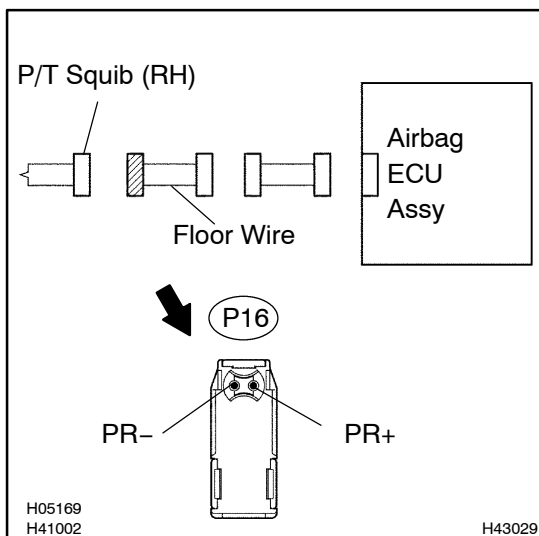 P/T Squib (RH)
Airbag
ECU
Assy
Floor Wire
P16
PR−
PR+
H05169
H41002
H43029